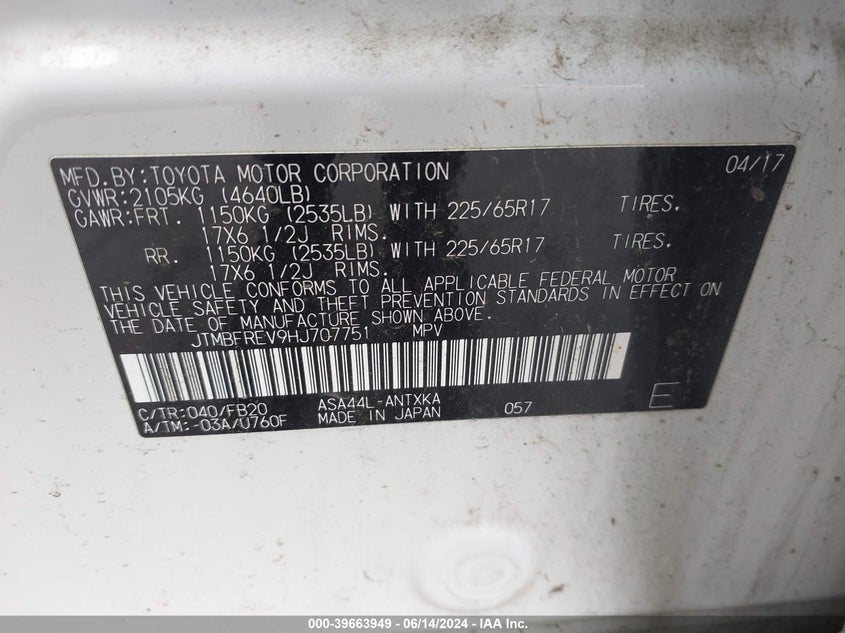 MFD.BY:TOYOTA MOTOR CORPORATION 04/17
GVWR:2105KG (4640LB)
GAWR:FRT. 1150KG (2535LB) WITH 225/65R17 TIRES.
17X6 1/2J RIMS.
RR. 1150KG (2535LB) WITH 225/65R17 TIRES.
17X6 1/2J RIMS.
THIS VEHICLE CONFORMS TO ALL APPLICABLE FEDERAL MOTOR
VEHICLE SAFETY AND THEFT PREVENTION STANDARDS IN EFFECT ON
THE DATE OF MANUFACTURE SHOWN ABOVE.
JTMBFREV9HJ707751 MPV
C/TR:040/FB20 ASA44L-ANTXKA
A/TM:-03A/U760F MADE IN JAPAN 057 E
000-39663949 - 06/14/2024 - IAA Inc.